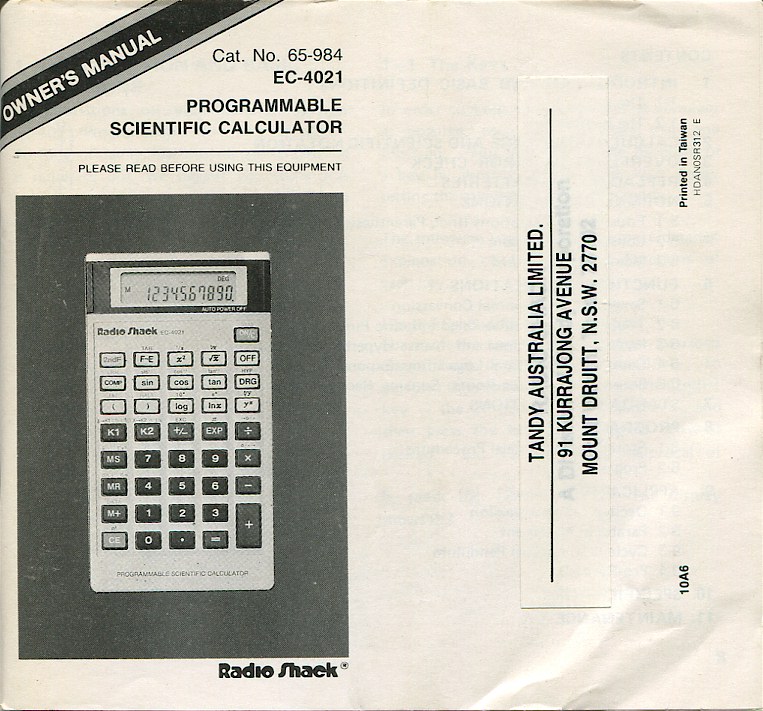 OWNER'S MANUAL
Cat. No. 65-984
EC-4021
PROGRAMMABLE
SCIENTIFIC CALCULATOR
PLEASE READ BEFORE USING THIS EQUIPMENT
DEG
M 1234567890.
AUTO POWER OFF
Radio Shack EC-4021
ON/C
2ndF F-E x² √x OFF
COMP sin cos tan DRG
( ) log lnx yˣ
K1 K2 +/− EXP ÷
MS 7 8 9 ×
MR 4 5 6 −
M+ 1 2 3 +
CE 0 · =
PROGRAMMABLE SCIENTIFIC CALCULATOR
Radio Shack®
TANDY AUSTRALIA LIMITED.
91 KURRAJONG AVENUE
MOUNT DRUITT, N.S.W. 2770
Printed in Taiwan
HDANOSR312 E
10A6